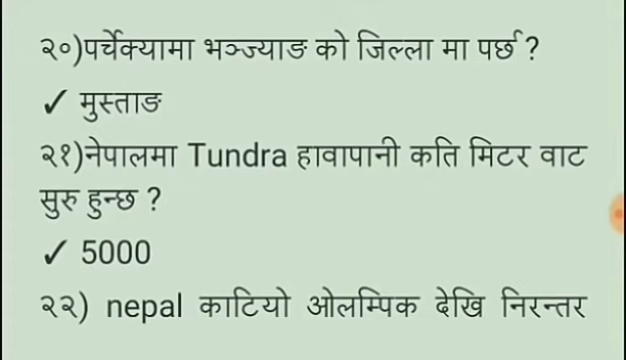 २०)पर्चेक्यामा भञ्ज्याङ को जिल्ला मा पर्छ ?
✓ मुस्ताङ
२१)नेपालमा Tundra हावापानी कति मिटर वाट
सुरु हुन्छ ?
✓ 5000
२२) nepal काटियो ओलम्पिक देखि निरन्तर